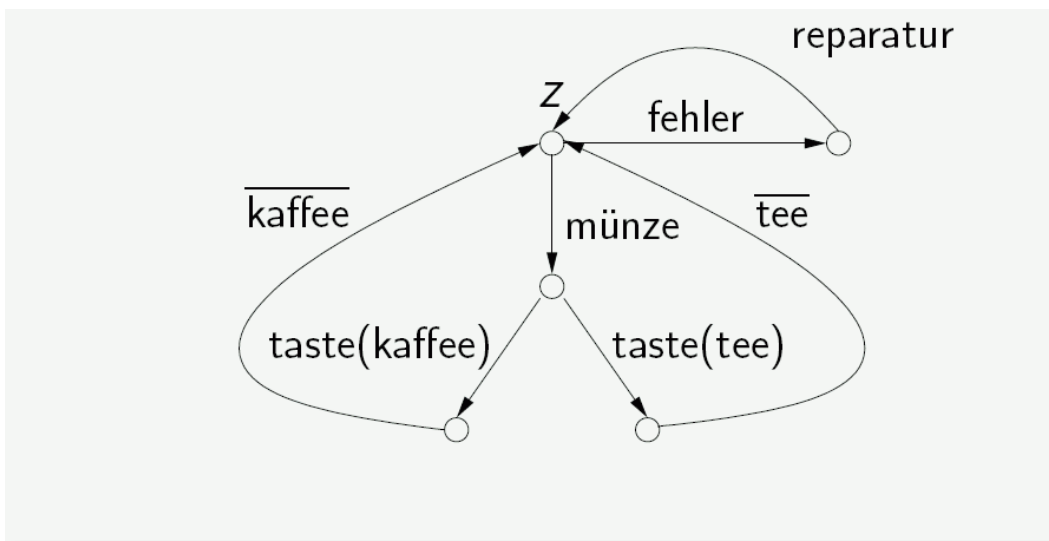 reparatur
z
fehler
kaffee
tee
münze
taste(kaffee)
taste(tee)